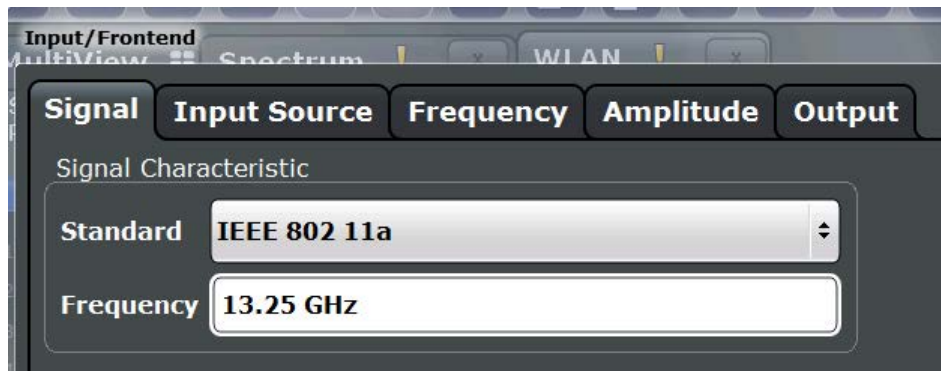 Input/Frontend
MultiView Spectrum ! x WLAN ! x
Signal Input Source Frequency Amplitude Output
Signal Characteristic
Standard IEEE 802 11a
Frequency 13.25 GHz